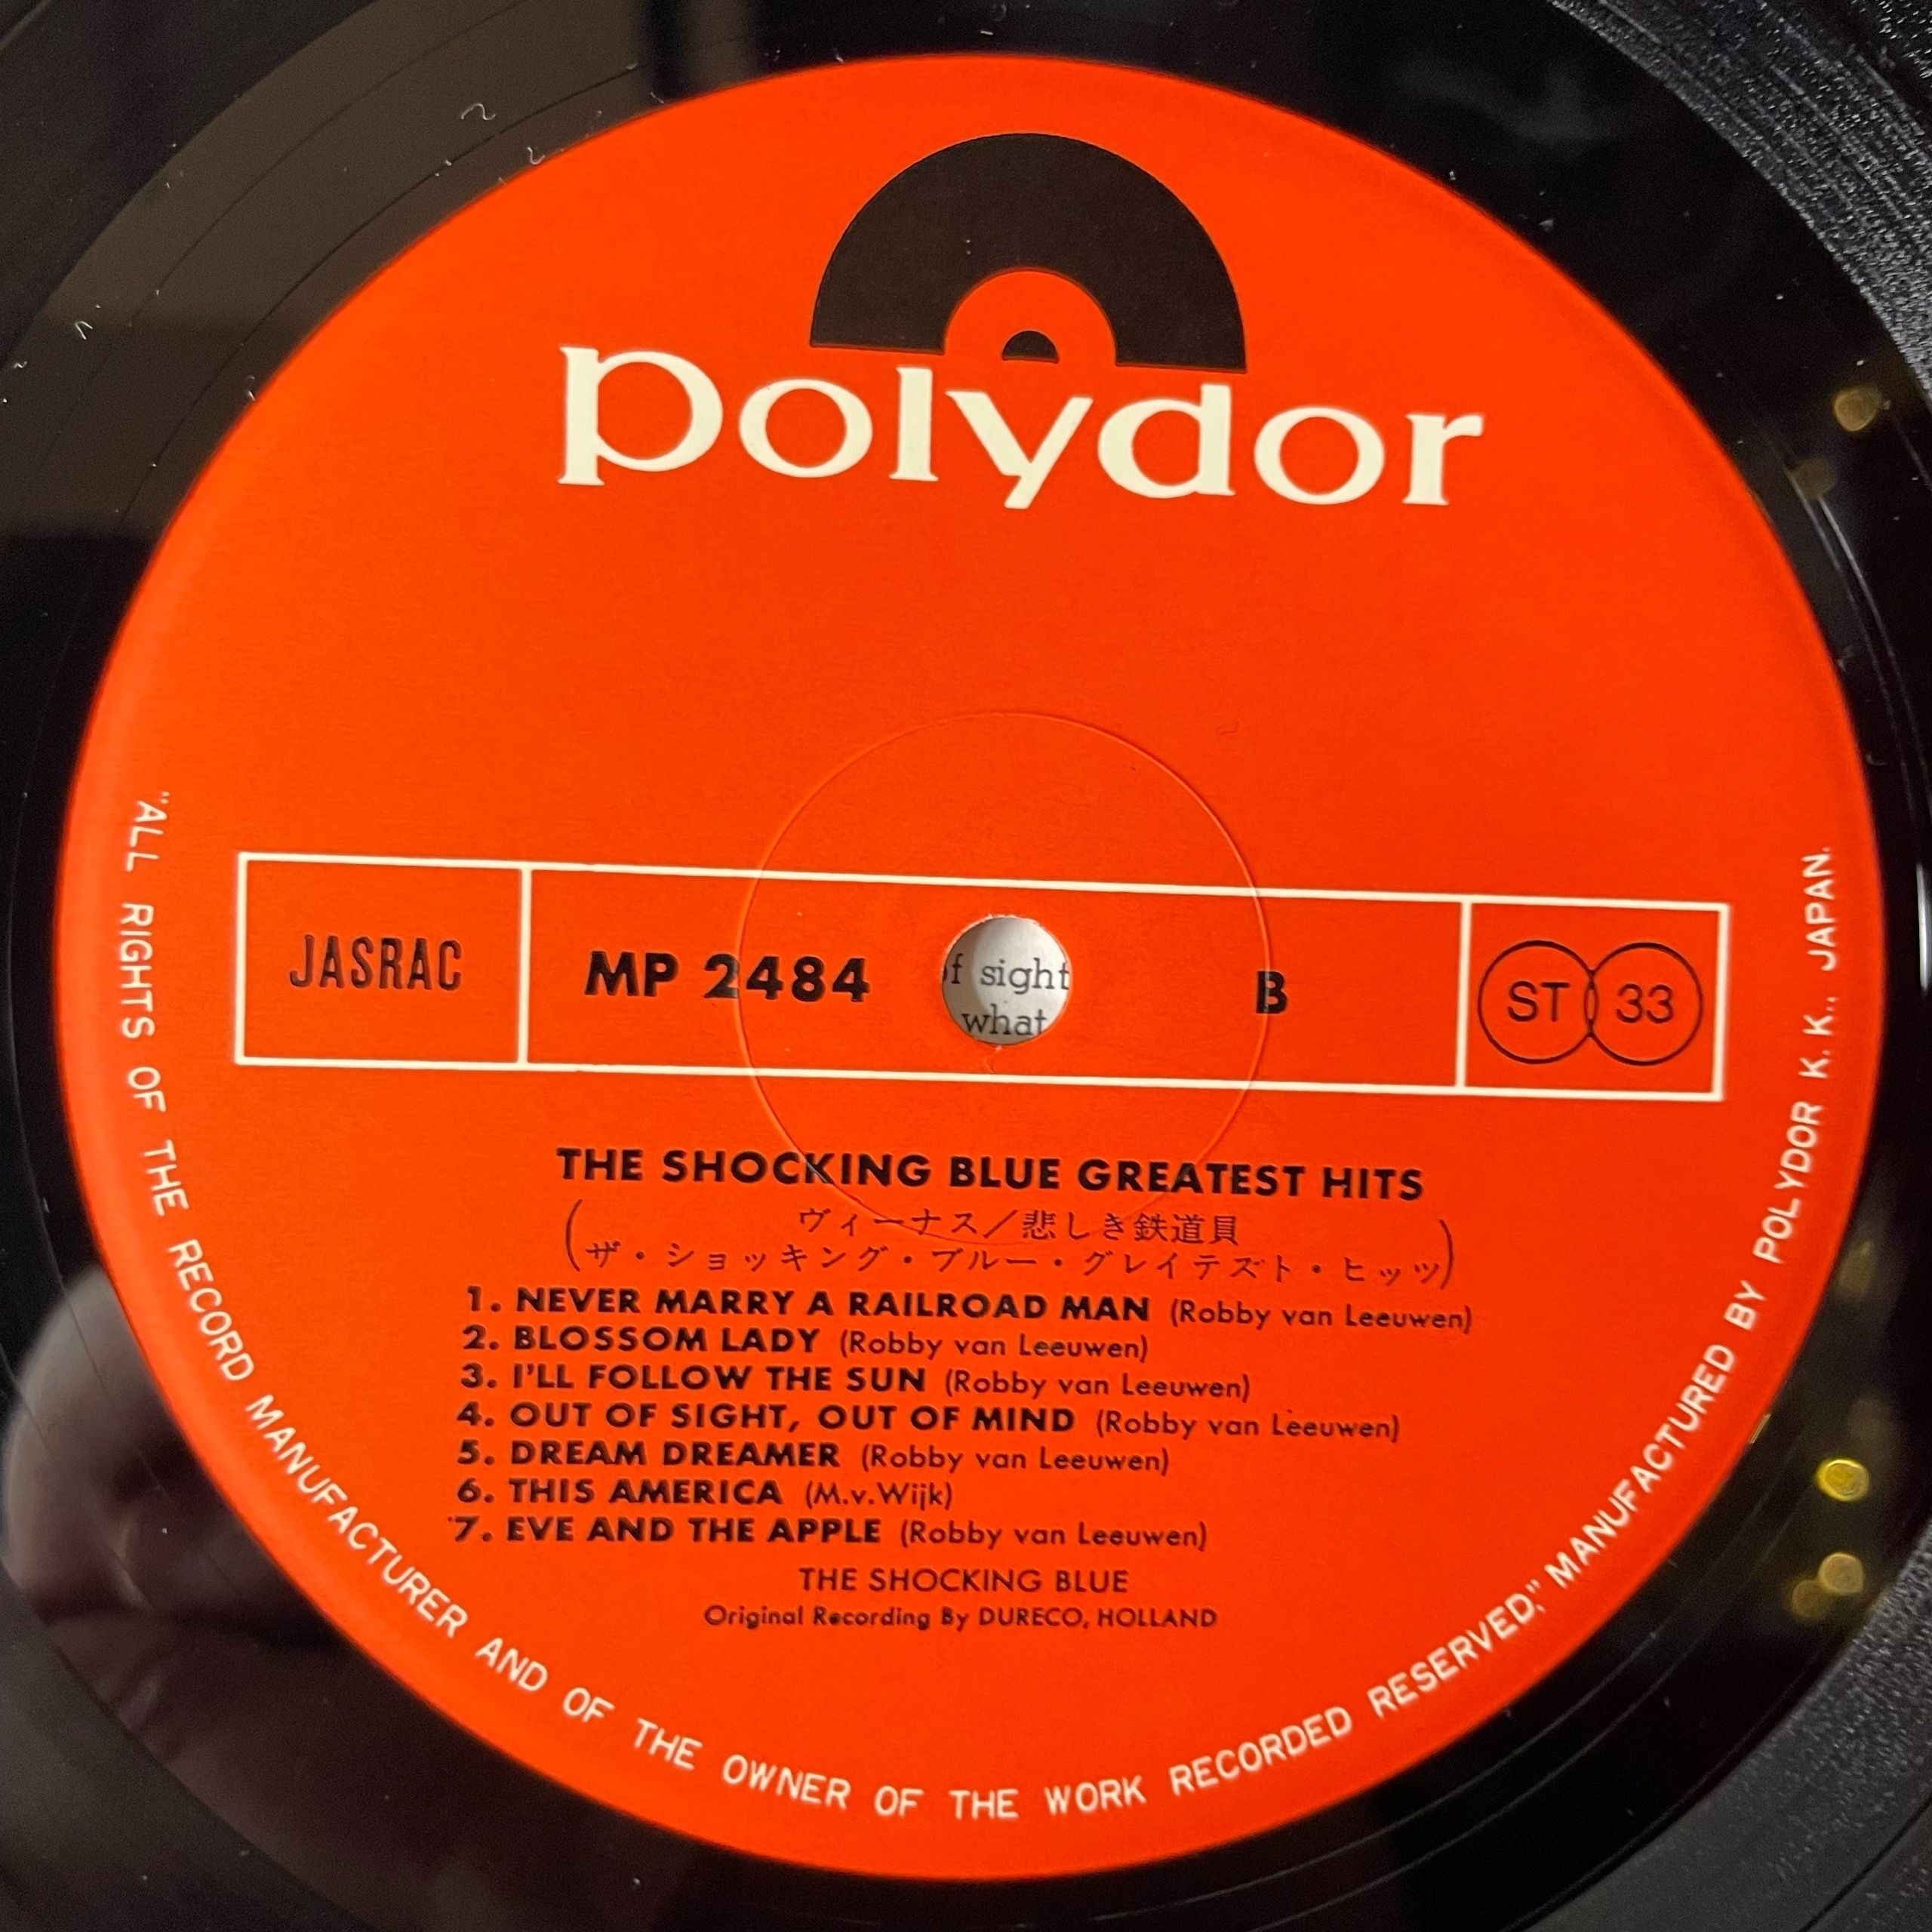 polydor
JASRAC
MP 2484
f sight
what
B
ST 33
THE SHOCKING BLUE GREATEST HITS
(ヴィーナス／悲しき鉄道員
ザ・ショッキング・ブルー・グレイテスト・ヒッツ)
1. NEVER MARRY A RAILROAD MAN (Robby van Leeuwen)
2. BLOSSOM LADY (Robby van Leeuwen)
3. I'LL FOLLOW THE SUN (Robby van Leeuwen)
4. OUT OF SIGHT, OUT OF MIND (Robby van Leeuwen)
5. DREAM DREAMER (Robby van Leeuwen)
6. THIS AMERICA (M.v.Wijk)
7. EVE AND THE APPLE (Robby van Leeuwen)
THE SHOCKING BLUE
Original Recording By DURECO, HOLLAND
"ALL RIGHTS OF THE RECORD MANUFACTURER AND OF THE OWNER OF THE WORK RECORDED RESERVED," MANUFACTURED BY POLYDOR K. K., JAPAN.